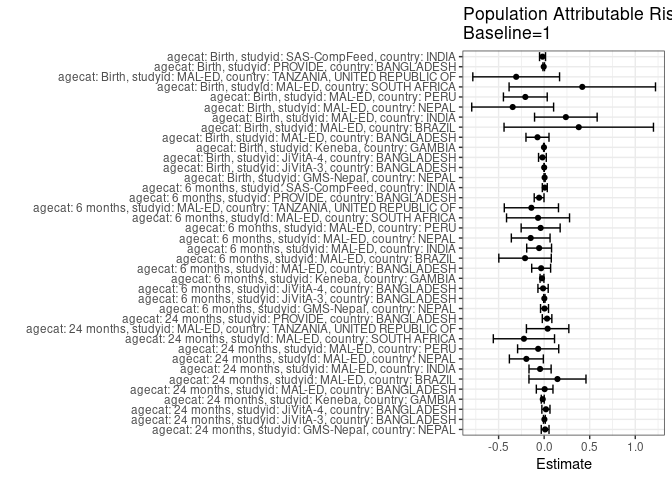 Population Attributable Ris
Baseline=1
agecat: Birth, studyid: SAS-CompFeed, country: INDIA
agecat: Birth, studyid: PROVIDE, country: BANGLADESH
agecat: Birth, studyid: MAL-ED, country: TANZANIA, UNITED REPUBLIC OF
agecat: Birth, studyid: MAL-ED, country: SOUTH AFRICA
agecat: Birth, studyid: MAL-ED, country: PERU
agecat: Birth, studyid: MAL-ED, country: NEPAL
agecat: Birth, studyid: MAL-ED, country: INDIA
agecat: Birth, studyid: MAL-ED, country: BRAZIL
agecat: Birth, studyid: MAL-ED, country: BANGLADESH
agecat: Birth, studyid: Keneba, country: GAMBIA
agecat: Birth, studyid: JiVitA-4, country: BANGLADESH
agecat: Birth, studyid: JiVitA-3, country: BANGLADESH
agecat: Birth, studyid: GMS-Nepal, country: NEPAL
agecat: 6 months, studyid: SAS-CompFeed, country: INDIA
agecat: 6 months, studyid: PROVIDE, country: BANGLADESH
agecat: 6 months, studyid: MAL-ED, country: TANZANIA, UNITED REPUBLIC OF
agecat: 6 months, studyid: MAL-ED, country: SOUTH AFRICA
agecat: 6 months, studyid: MAL-ED, country: PERU
agecat: 6 months, studyid: MAL-ED, country: NEPAL
agecat: 6 months, studyid: MAL-ED, country: INDIA
agecat: 6 months, studyid: MAL-ED, country: BRAZIL
agecat: 6 months, studyid: MAL-ED, country: BANGLADESH
agecat: 6 months, studyid: Keneba, country: GAMBIA
agecat: 6 months, studyid: JiVitA-4, country: BANGLADESH
agecat: 6 months, studyid: JiVitA-3, country: BANGLADESH
agecat: 6 months, studyid: GMS-Nepal, country: NEPAL
agecat: 24 months, studyid: PROVIDE, country: BANGLADESH
agecat: 24 months, studyid: MAL-ED, country: TANZANIA, UNITED REPUBLIC OF
agecat: 24 months, studyid: MAL-ED, country: SOUTH AFRICA
agecat: 24 months, studyid: MAL-ED, country: PERU
agecat: 24 months, studyid: MAL-ED, country: NEPAL
agecat: 24 months, studyid: MAL-ED, country: INDIA
agecat: 24 months, studyid: MAL-ED, country: BRAZIL
agecat: 24 months, studyid: MAL-ED, country: BANGLADESH
agecat: 24 months, studyid: Keneba, country: GAMBIA
agecat: 24 months, studyid: JiVitA-4, country: BANGLADESH
agecat: 24 months, studyid: JiVitA-3, country: BANGLADESH
agecat: 24 months, studyid: GMS-Nepal, country: NEPAL
-0.5 0.0 0.5 1.0
Estimate